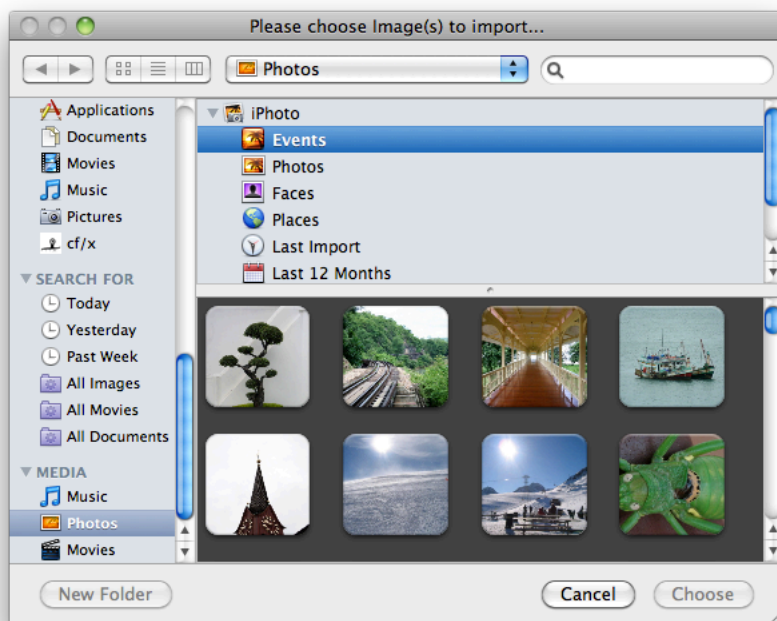 Please choose Image(s) to import...
Photos
Applications
Documents
Movies
Music
Pictures
cf/x
SEARCH FOR
Today
Yesterday
Past Week
All Images
All Movies
All Documents
MEDIA
Music
Photos
Movies
iPhoto
Events
Photos
Faces
Places
Last Import
Last 12 Months
New Folder
Cancel
Choose